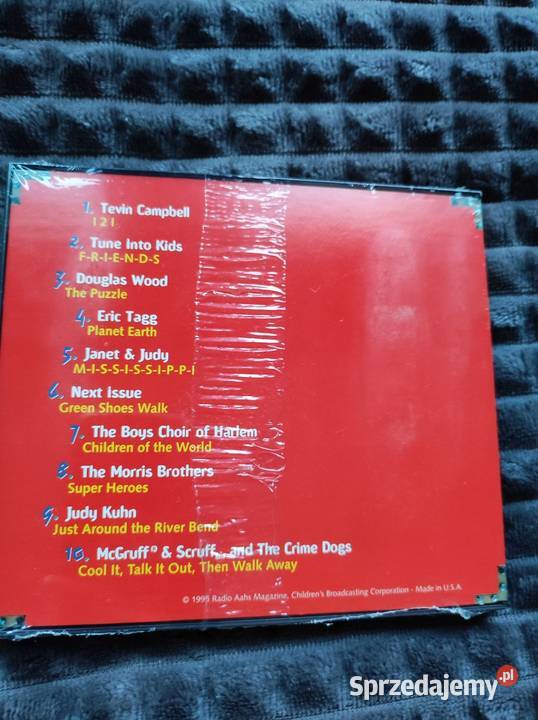 1. Tevin Campbell
I 2 I
2. Tune Into Kids
F-R-I-E-N-D-S
3. Douglas Wood
The Puzzle
4. Eric Tagg
Planet Earth
5. Janet & Judy
M-I-S-S-I-S-S-I-P-P-I
6. Next Issue
Green Shoes Walk
7. The Boys Choir of Harlem
Children of the World
8. The Morris Brothers
Super Heroes
9. Judy Kuhn
Just Around the River Bend
10. McGruff® & Scruff® and The Crime Dogs
Cool It, Talk It Out, Then Walk Away
© 1995 Radio Aahs Magazine, Children's Broadcasting Corporation - Made in U.S.A.
Sprzedajemy.pl